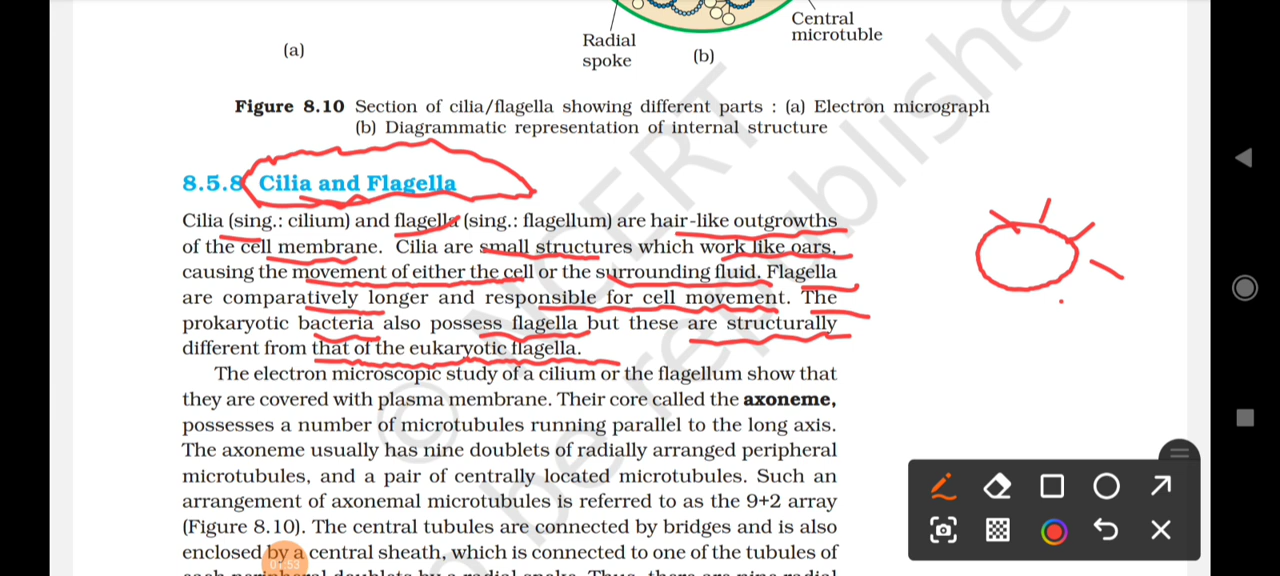 Central
microtuble
Radial
spoke
(a)
(b)
Figure 8.10 Section of cilia/flagella showing different parts : (a) Electron micrograph
(b) Diagrammatic representation of internal structure
8.5.8 Cilia and Flagella
Cilia (sing.: cilium) and flagella (sing.: flagellum) are hair-like outgrowths
of the cell membrane. Cilia are small structures which work like oars,
causing the movement of either the cell or the surrounding fluid. Flagella
are comparatively longer and responsible for cell movement. The
prokaryotic bacteria also possess flagella but these are structurally
different from that of the eukaryotic flagella.
The electron microscopic study of a cilium or the flagellum show that
they are covered with plasma membrane. Their core called the axoneme,
possesses a number of microtubules running parallel to the long axis.
The axoneme usually has nine doublets of radially arranged peripheral
microtubules, and a pair of centrally located microtubules. Such an
arrangement of axonemal microtubules is referred to as the 9+2 array
(Figure 8.10). The central tubules are connected by bridges and is also
enclosed by a central sheath, which is connected to one of the tubules of
01:53
© NCERT
be republishe